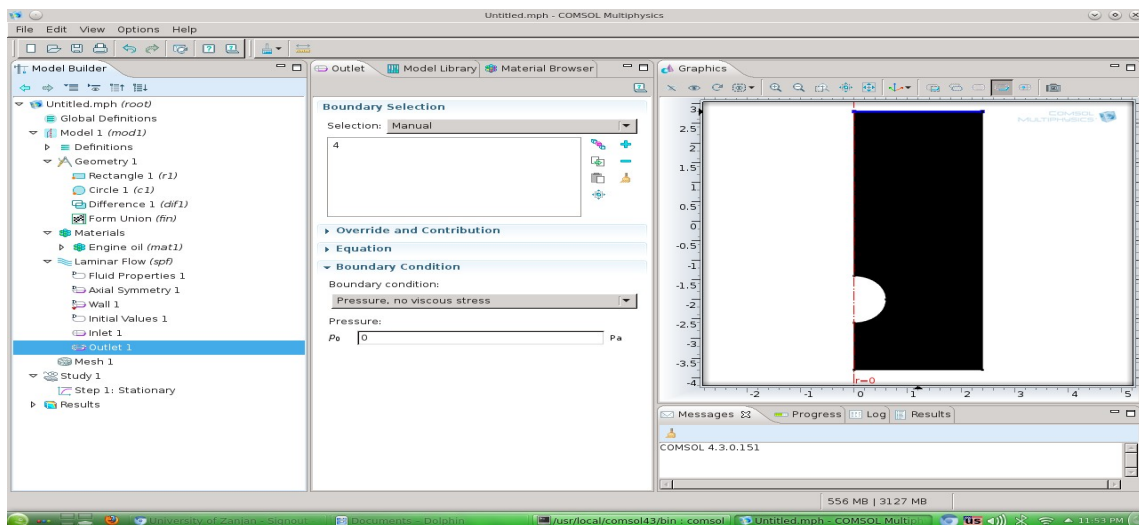 Untitled.mph - COMSOL Multiphysics
File Edit View Options Help
Model Builder
Untitled.mph (root)
Global Definitions
Model 1 (mod1)
Definitions
Geometry 1
Rectangle 1 (r1)
Circle 1 (c1)
Difference 1 (dif1)
Form Union (fin)
Materials
Engine oil (mat1)
Laminar Flow (spf)
Fluid Properties 1
Axial Symmetry 1
Wall 1
Initial Values 1
Inlet 1
Outlet 1
Mesh 1
Study 1
Step 1: Stationary
Results
Outlet Model Library Material Browser
Boundary Selection
Selection: Manual
4
Override and Contribution
Equation
Boundary Condition
Boundary condition:
Pressure, no viscous stress
Pressure:
p₀ 0 Pa
Graphics
COMSOL
MULTIPHYSICS
3
2.5
2
1.5
1
0.5
0
-0.5
-1
-1.5
-2
-2.5
-3
-3.5
-4
r=0
-2 -1 0 1 2 3 4 5
Messages Progress Log Results
COMSOL 4.3.0.151
556 MB | 3127 MB
University of Zanjan - Signout Documents - Dolphin /usr/local/comsol43/bin : comsol Untitled.mph - COMSOL Multip us 11:53 PM